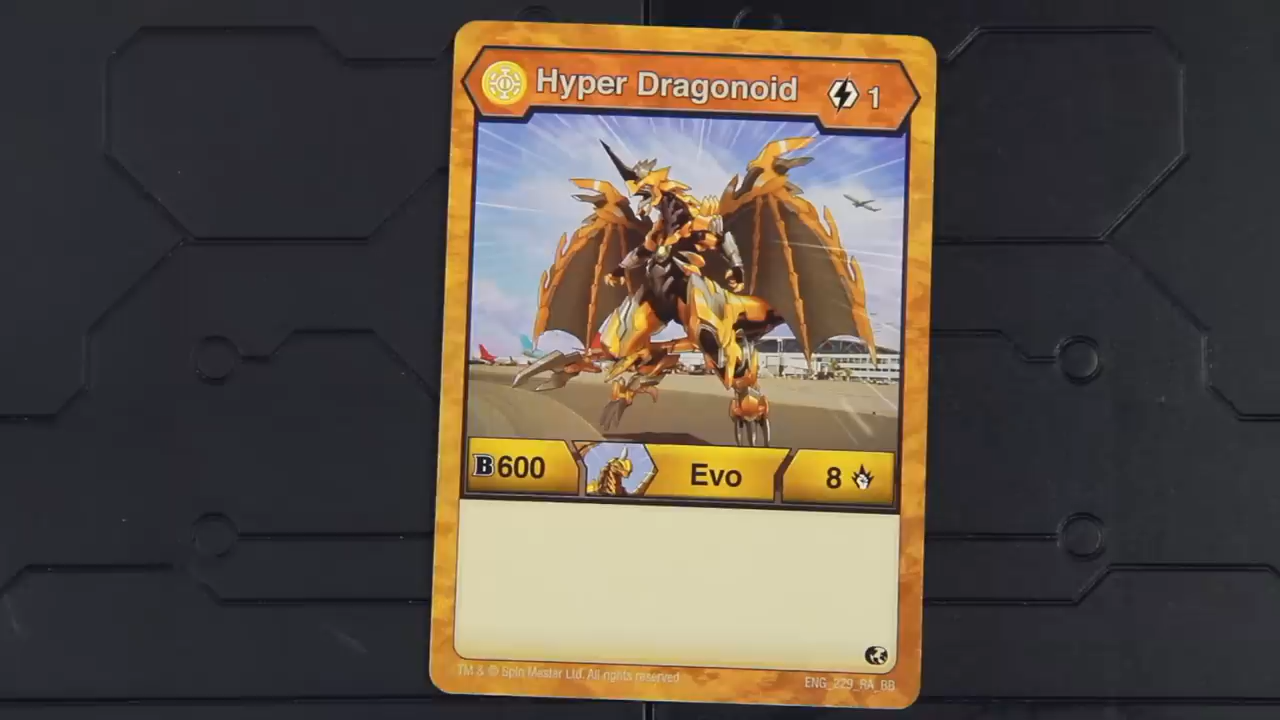 Hyper Dragonoid 1
B600 Evo 8
TM & © Spin Master Ltd. All rights reserved
ENG_229_RA_BB